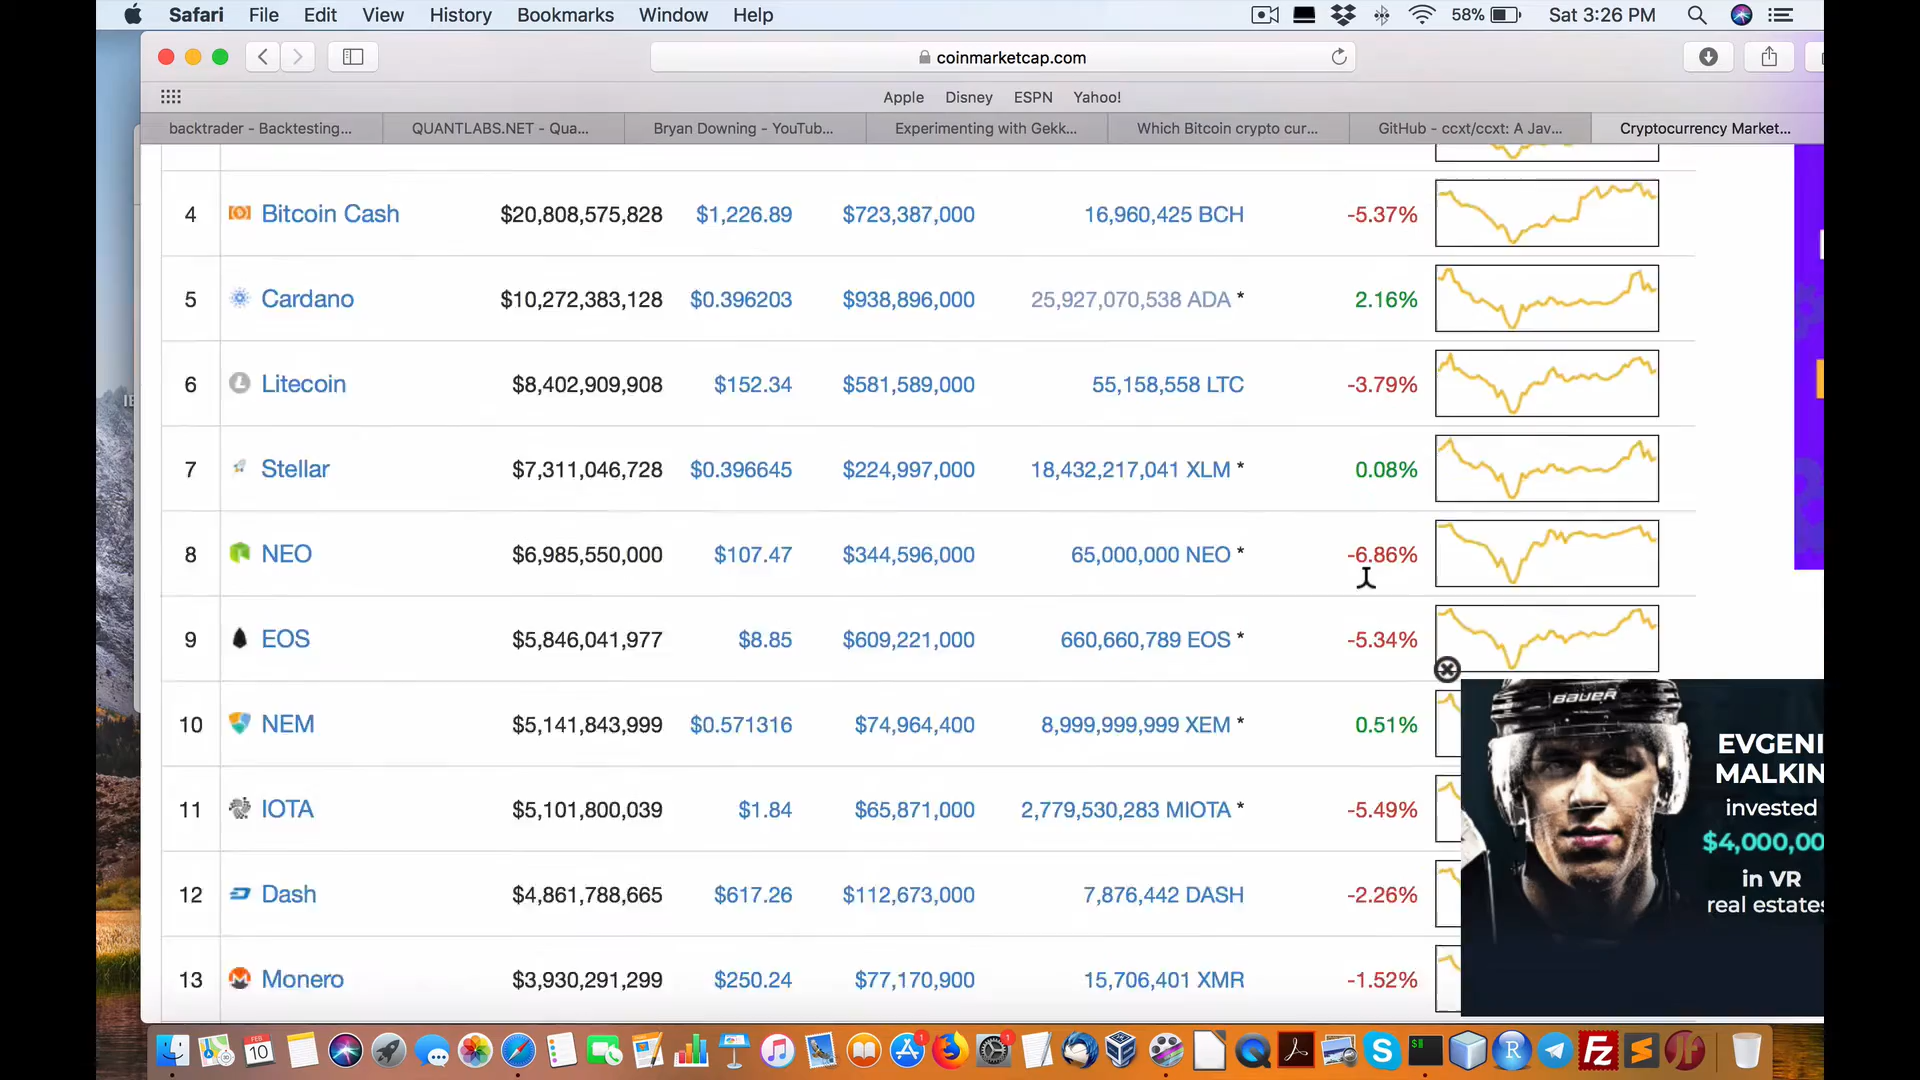 Safari File Edit View History Bookmarks Window Help 58% Sat 3:26 PM
coinmarketcap.com
Apple Disney ESPN Yahoo!
backtrader - Backtesting... QUANTLABS.NET - Qua... Bryan Downing - YouTub... Experimenting with Gekk... Which Bitcoin crypto cur... GitHub - ccxt/ccxt: A Jav... Cryptocurrency Market...
4 Bitcoin Cash $20,808,575,828 $1,226.89 $723,387,000 16,960,425 BCH -5.37%
5 Cardano $10,272,383,128 $0.396203 $938,896,000 25,927,070,538 ADA * 2.16%
6 Litecoin $8,402,909,908 $152.34 $581,589,000 55,158,558 LTC -3.79%
7 Stellar $7,311,046,728 $0.396645 $224,997,000 18,432,217,041 XLM * 0.08%
8 NEO $6,985,550,000 $107.47 $344,596,000 65,000,000 NEO * -6.86%
9 EOS $5,846,041,977 $8.85 $609,221,000 660,660,789 EOS * -5.34%
10 NEM $5,141,843,999 $0.571316 $74,964,400 8,999,999,999 XEM * 0.51%
11 IOTA $5,101,800,039 $1.84 $65,871,000 2,779,530,283 MIOTA * -5.49%
12 Dash $4,861,788,665 $617.26 $112,673,000 7,876,442 DASH -2.26%
13 Monero $3,930,291,299 $250.24 $77,170,900 15,706,401 XMR -1.52%
BAUER
EVGENI
MALKIN
invested
$4,000,00
in VR
real estates
FEB
10
1
1
R
Fz
S